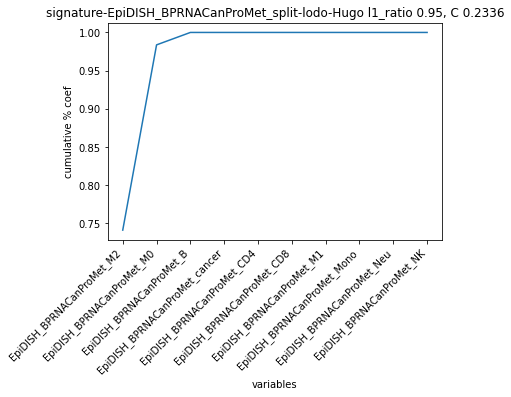 signature-EpiDISH_BPRNACanProMet_split-lodo-Hugo l1_ratio 0.95, C 0.2336
cumulative % coef
1.00
0.95
0.90
0.85
0.80
0.75
EpiDISH_BPRNACanProMet_M2
EpiDISH_BPRNACanProMet_M0
EpiDISH_BPRNACanProMet_B
EpiDISH_BPRNACanProMet_cancer
EpiDISH_BPRNACanProMet_CD4
EpiDISH_BPRNACanProMet_CD8
EpiDISH_BPRNACanProMet_M1
EpiDISH_BPRNACanProMet_Mono
EpiDISH_BPRNACanProMet_Neu
EpiDISH_BPRNACanProMet_NK
variables